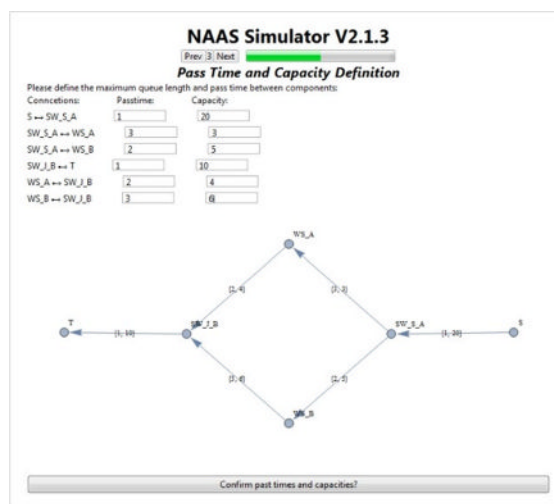 NAAS Simulator V2.1.3
Prev 3 Next
Pass Time and Capacity Definition
Please define the maximum queue length and pass time between components:
Conncetions: Passtime: Capacity:
S ↔ SW_S_A 1 20
SW_S_A ↔ WS_A 3 3
SW_S_A ↔ WS_B 2 5
SW_J_B ↔ T 1 10
WS_A ↔ SW_J_B 2 4
WS_B ↔ SW_J_B 3 6
WS_A
[2, 4] [3, 3]
T SW_J_B SW_S_A S
[1, 10] [1, 20]
[3, 6] [2, 5]
WS_B
Confirm past times and capacities?